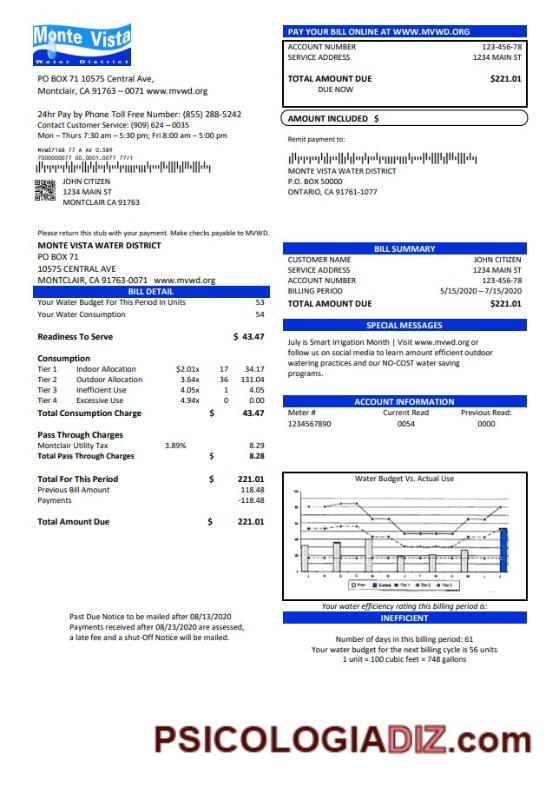 Monte Vista
Water District
PO BOX 71 10575 Central Ave,
Montclair, CA 91763 – 0071 www.mvwd.org
24hr Pay by Phone Toll Free Number: (855) 288-5242
Contact Customer Service: (909) 624 – 0035
Mon – Thurs 7:30 am – 5:30 pm; Fri 8:00 am – 5:00 pm
MVWD7168 77 A AV 0.389
7000000077 00.0001.0077 77/1
JOHN CITIZEN
1234 MAIN ST
MONTCLAIR CA 91763
PAY YOUR BILL ONLINE AT WWW.MVWD.ORG
ACCOUNT NUMBER 123-456-78
SERVICE ADDRESS 1234 MAIN ST
TOTAL AMOUNT DUE $221.01
DUE NOW
AMOUNT INCLUDED $
Remit payment to:
MONTE VISTA WATER DISTRICT
P.O. BOX 50000
ONTARIO, CA 91761-1077
Please return this stub with your payment. Make checks payable to MVWD.
MONTE VISTA WATER DISTRICT
PO BOX 71
10575 CENTRAL AVE
MONTCLAIR, CA 91763-0071 www.mvwd.org
BILL DETAIL
Your Water Budget For This Period In Units 53
Your Water Consumption 54
Readiness To Serve $ 43.47
Consumption
Tier 1 Indoor Allocation $2.01x 17 34.17
Tier 2 Outdoor Allocation 3.64x 36 131.04
Tier 3 Inefficient Use 4.05x 1 4.05
Tier 4 Excessive Use 4.94x 0 0.00
Total Consumption Charge $ 43.47
Pass Through Charges
Montclair Utility Tax 3.89% 8.29
Total Pass Through Charges $ 8.28
Total For This Period $ 221.01
Previous Bill Amount 118.48
Payments -118.48
Total Amount Due $ 221.01
Past Due Notice to be mailed after 08/13/2020
Payments received after 08/23/2020 are assessed,
a late fee and a shut-Off Notice will be mailed.
BILL SUMMARY
CUSTOMER NAME JOHN CITIZEN
SERVICE ADDRESS 1234 MAIN ST
ACCOUNT NUMBER 123-456-78
BILLING PERIOD 5/15/2020 – 7/15/2020
TOTAL AMOUNT DUE $221.01
SPECIAL MESSAGES
July is Smart Irrigation Month | Visit www.mvwd.org or
follow us on social media to learn amount efficient outdoor
watering practices and our NO-COST water saving
programs.
ACCOUNT INFORMATION
Meter # Current Read Previous Read:
1234567890 0054 0000
Water Budget Vs. Actual Use
100
80
60
40
20
0
J A S O N D J F M A M J J
Prev Current Tier 1 Tier 2 Tier 3
Your water efficiency rating this billing period is:
INEFFICIENT
Number of days in this billing period: 61
Your water budget for the next billing cycle is 56 units
1 unit = 100 cubic feet = 748 gallons
PSICOLOGIADIZ.com